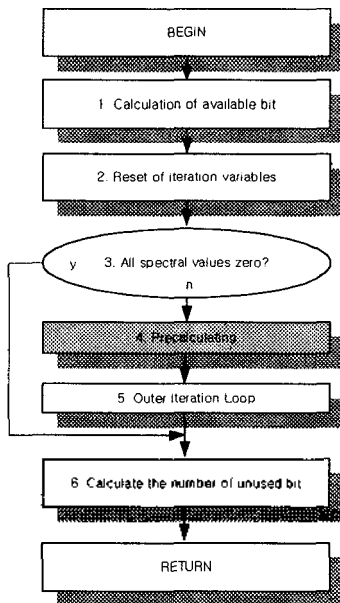 BEGIN
1 Calculation of available bit
2. Reset of iteration variables
y 3. All spectral values zero?
n
4. Precalculating
5 Outer Iteration Loop
6 Calculate the number of unused bit
RETURN